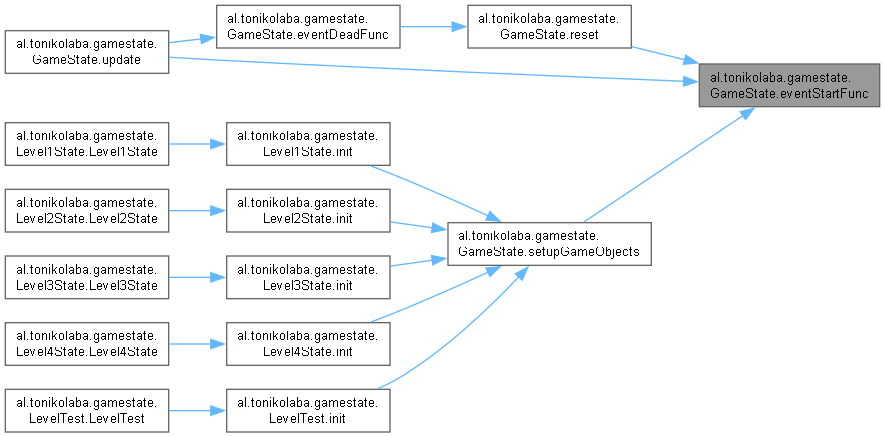 al.tonikolaba.gamestate.
GameState.eventDeadFunc
al.tonikolaba.gamestate.
GameState.reset
al.tonikolaba.gamestate.
GameState.update
al.tonikolaba.gamestate.
GameState.eventStartFunc
al.tonikolaba.gamestate.
Level1State.Level1State
al.tonikolaba.gamestate.
Level1State.init
al.tonikolaba.gamestate.
Level2State.Level2State
al.tonikolaba.gamestate.
Level2State.init
al.tonikolaba.gamestate.
GameState.setupGameObjects
al.tonikolaba.gamestate.
Level3State.Level3State
al.tonikolaba.gamestate.
Level3State.init
al.tonikolaba.gamestate.
Level4State.Level4State
al.tonikolaba.gamestate.
Level4State.init
al.tonikolaba.gamestate.
LevelTest.LevelTest
al.tonikolaba.gamestate.
LevelTest.init